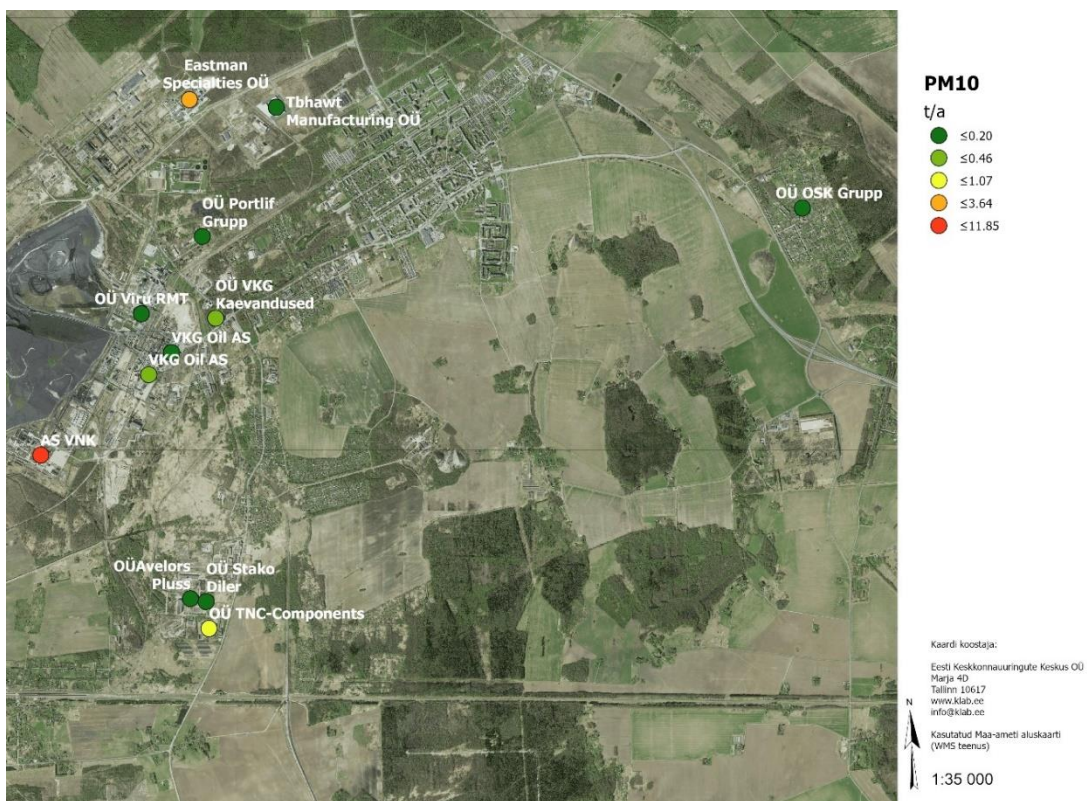 Eastman
Specialties OÜ
Tbhawt
Manufacturing OÜ
OÜ OSK Grupp
OÜ Portlif
Grupp
OÜ VKG
Kaevandused
OÜ Viru RMT
VKG Oil AS
VKG Oil AS
AS VNK
OÜAvelors
Pluss
OÜ Stako
Diler
OÜ TNC-Components
PM10
t/a
≤0.20
≤0.46
≤1.07
≤3.64
≤11.85
Kaardi koostaja:
Eesti Keskkonnauuringute Keskus OÜ
Marja 4D
Tallinn 10617
www.klab.ee
info@klab.ee
Kasutatud Maa-ameti aluskaarti
(WMS teenus)
N
1:35 000